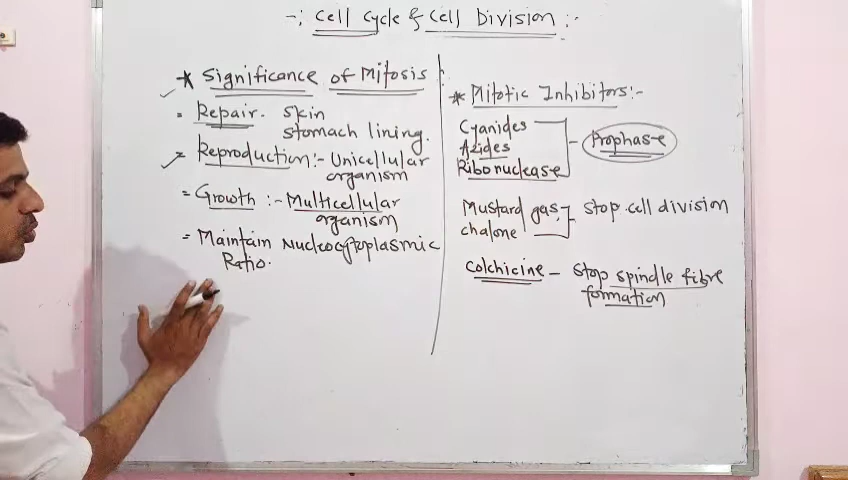 -: Cell Cycle & Cell Division :-
* Significance of Mitosis
= Repair. Skin
Stomach lining.
= Reproduction :- Unicellular
organism
= Growth :- Multicellular
organism
= Maintain Nucleocytoplasmic
Ratio.
* Mitotic Inhibitors:-
Cyanides
Azides
Ribonuclease
- Prophase
Mustard gas
chalone
- Stop cell division
Colchicine - Stop spindle fibre
formation